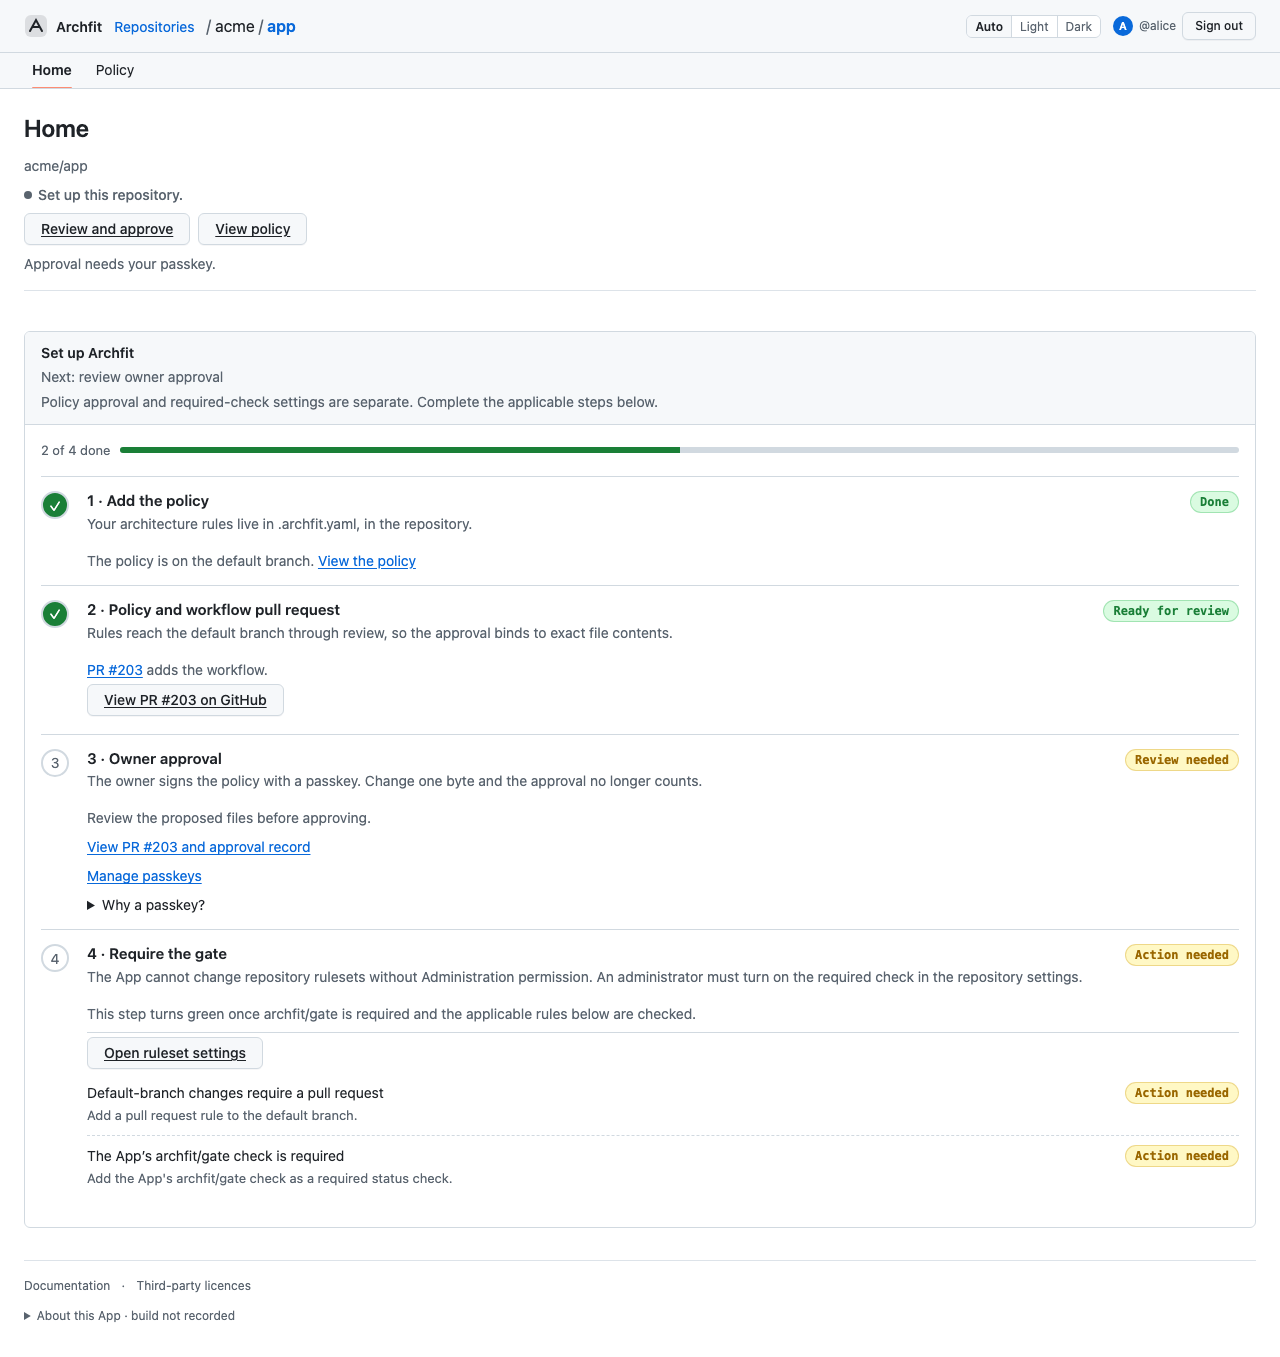 Archfit Repositories / acme / app
Auto Light Dark A @alice Sign out
Home Policy
Home
acme/app
Set up this repository.
Review and approve View policy
Approval needs your passkey.
Set up Archfit
Next: review owner approval
Policy approval and required-check settings are separate. Complete the applicable steps below.
2 of 4 done
1 · Add the policy Done
Your architecture rules live in .archfit.yaml, in the repository.
The policy is on the default branch. View the policy
2 · Policy and workflow pull request Ready for review
Rules reach the default branch through review, so the approval binds to exact file contents.
PR #203 adds the workflow.
View PR #203 on GitHub
3 3 · Owner approval Review needed
The owner signs the policy with a passkey. Change one byte and the approval no longer counts.
Review the proposed files before approving.
View PR #203 and approval record
Manage passkeys
Why a passkey?
4 4 · Require the gate Action needed
The App cannot change repository rulesets without Administration permission. An administrator must turn on the required check in the repository settings.
This step turns green once archfit/gate is required and the applicable rules below are checked.
Open ruleset settings
Default-branch changes require a pull request Action needed
Add a pull request rule to the default branch.
The App’s archfit/gate check is required Action needed
Add the App's archfit/gate check as a required status check.
Documentation · Third-party licences
About this App · build not recorded